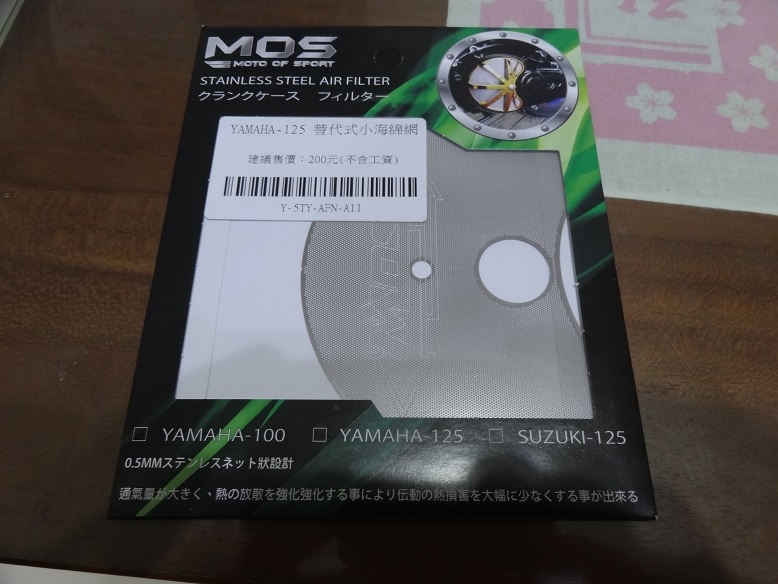 MOS
MOTO OF SPORT
STAINLESS STEEL AIR FILTER
クランクケース フィルター
YAMAHA-125 替代式小海綿網
建議售價：200元(不含工資)
Y-5TY-AFN-A11
MOS
YAMAHA-100
YAMAHA-125
SUZUKI-125
0.5MMステンレスネット狀設計
通氣量が大きく、熱の放散を強化強化する事により伝動の熱損害を大幅に少なくする事が出來る